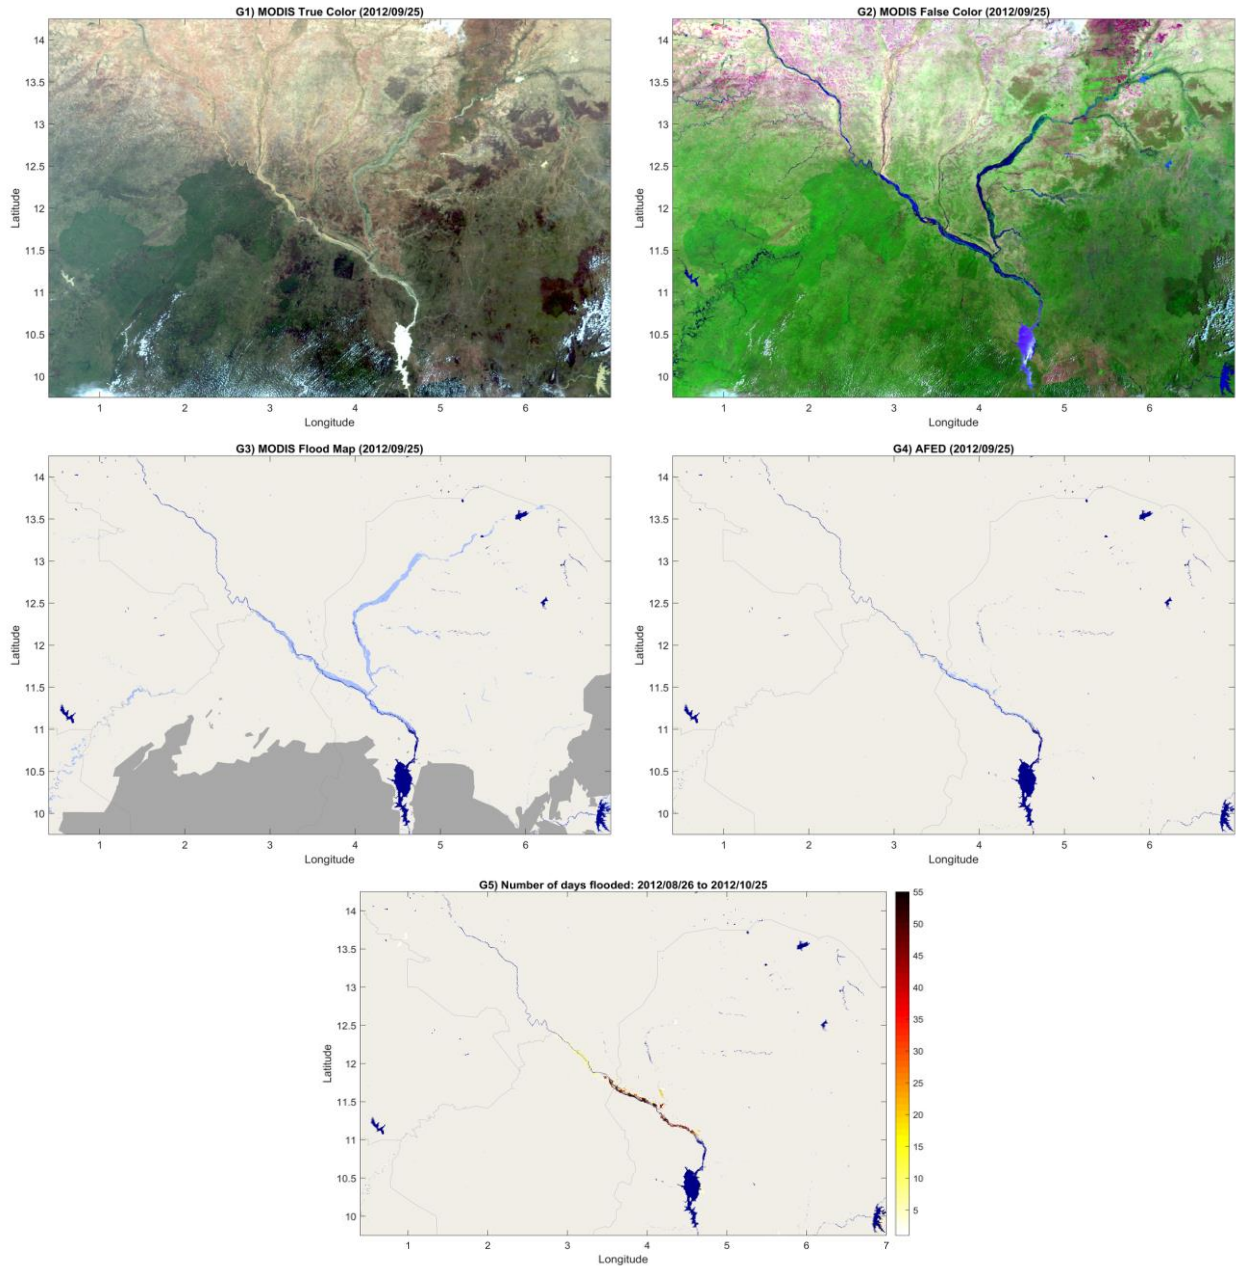 G1) MODIS True Color (2012/09/25)
14
13.5
13
12.5
12
11.5
11
10.5
10
Latitude
1 2 3 4 5 6
Longitude
G2) MODIS False Color (2012/09/25)
14
13.5
13
12.5
12
11.5
11
10.5
10
Latitude
1 2 3 4 5 6
Longitude
G3) MODIS Flood Map (2012/09/25)
14
13.5
13
12.5
12
11.5
11
10.5
10
Latitude
1 2 3 4 5 6
Longitude
G4) AFED (2012/09/25)
14
13.5
13
12.5
12
11.5
11
10.5
10
Latitude
1 2 3 4 5 6
Longitude
G5) Number of days flooded: 2012/08/26 to 2012/10/25
14
13.5
13
12.5
12
11.5
11
10.5
10
Latitude
1 2 3 4 5 6 7
Longitude
55
50
45
40
35
30
25
20
15
10
5